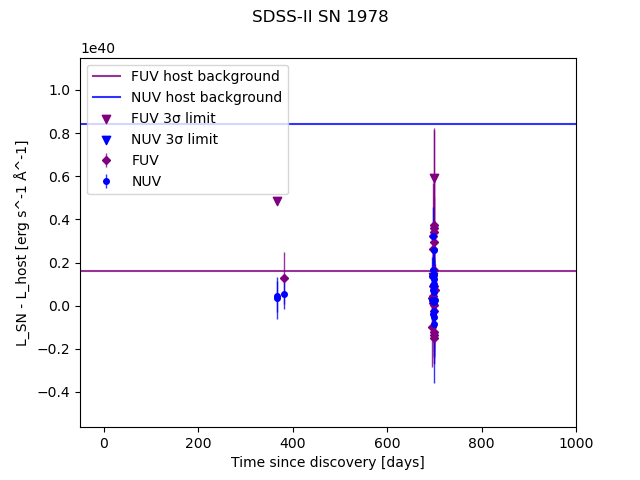 SDSS-II SN 1978
1e40
FUV host background
NUV host background
FUV 3σ limit
NUV 3σ limit
FUV
NUV
1.0
0.8
0.6
0.4
0.2
0.0
−0.2
−0.4
L_SN - L_host [erg s^-1 Å^-1]
0
200
400
600
800
1000
Time since discovery [days]